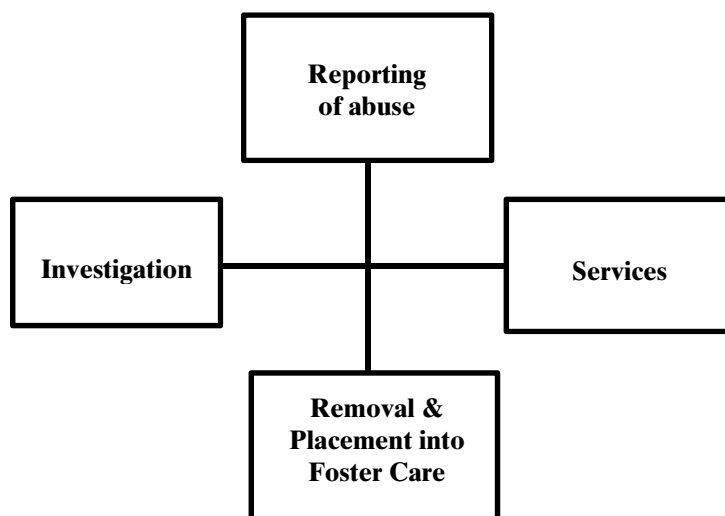 Reporting
of abuse
Investigation
Services
Removal &
Placement into
Foster Care